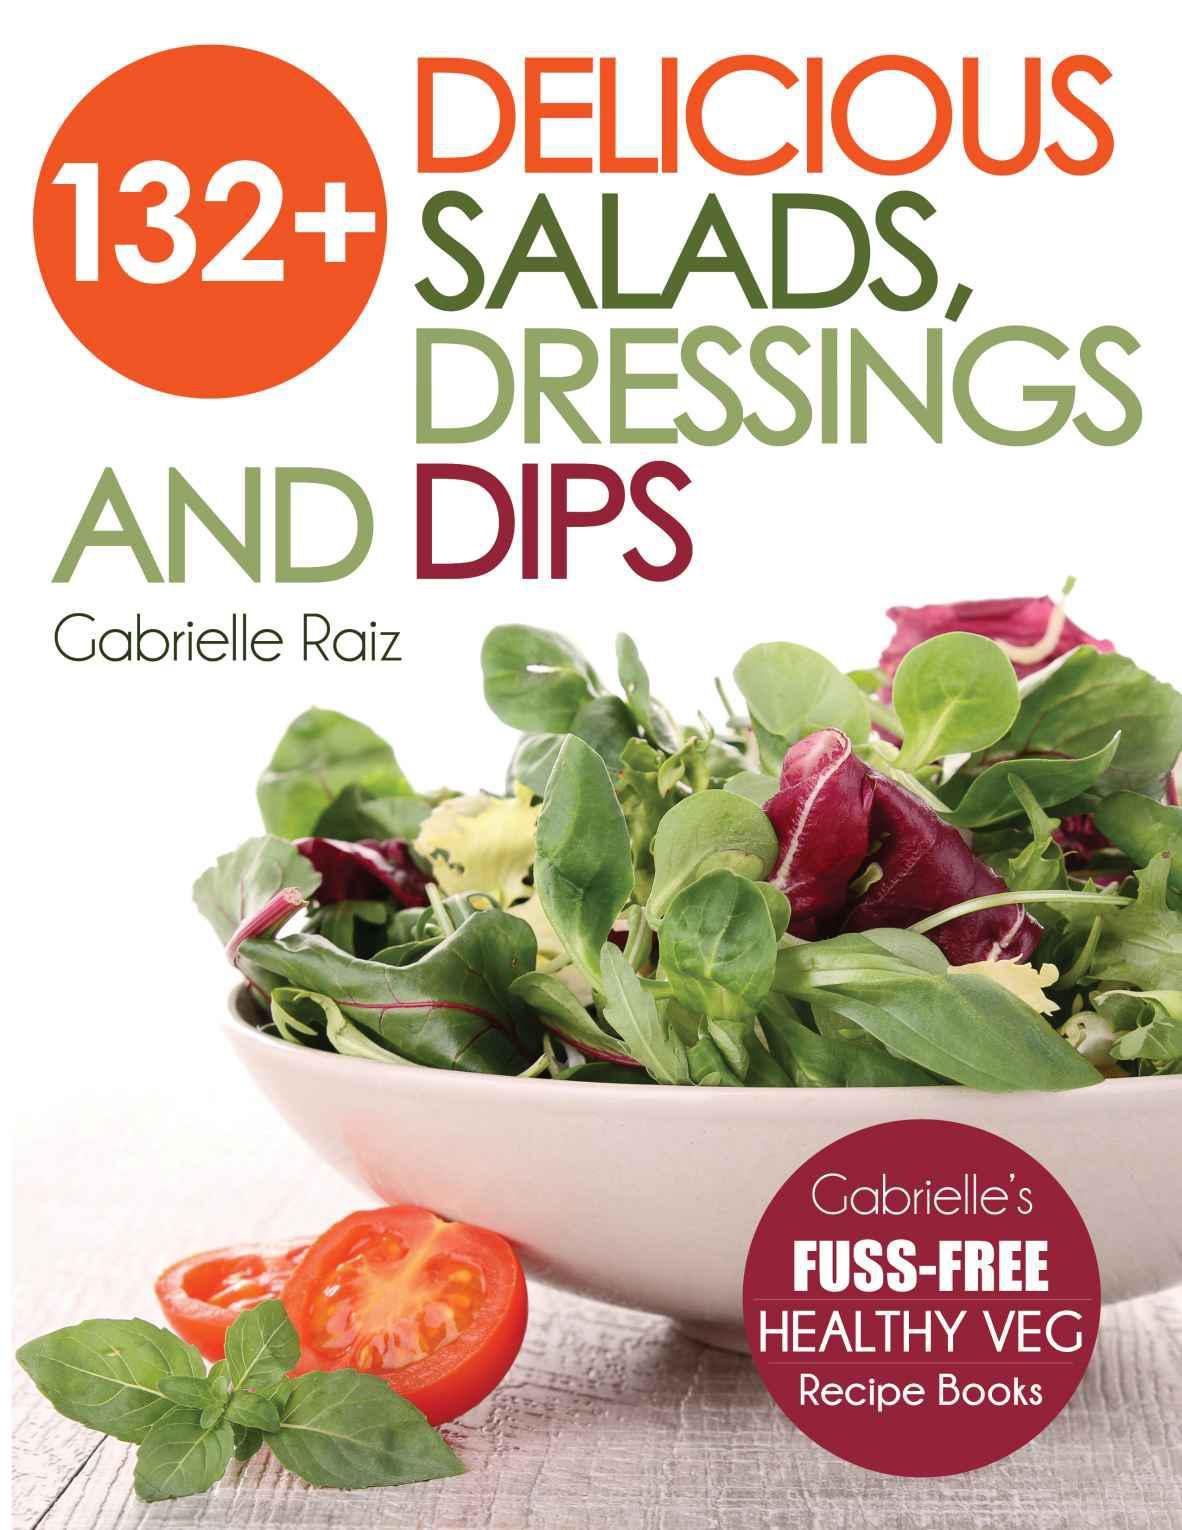 132+
DELICIOUS
SALADS,
DRESSINGS
AND DIPS
Gabrielle Raiz
Gabrielle's
FUSS-FREE
HEALTHY VEG
Recipe Books